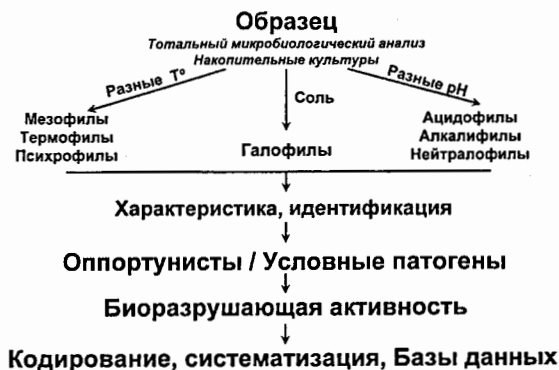 Образец
Тотальный микробиологический анализ
Накопительные культуры
Разные Т°
Соль
Разные pH
Мезофилы
Термофилы
Психрофилы
Галофилы
Ацидофилы
Алкалифилы
Нейтралофилы
Характеристика, идентификация
Оппортунисты / Условные патогены
Биоразрушающая активность
Кодирование, систематизация, Базы данных